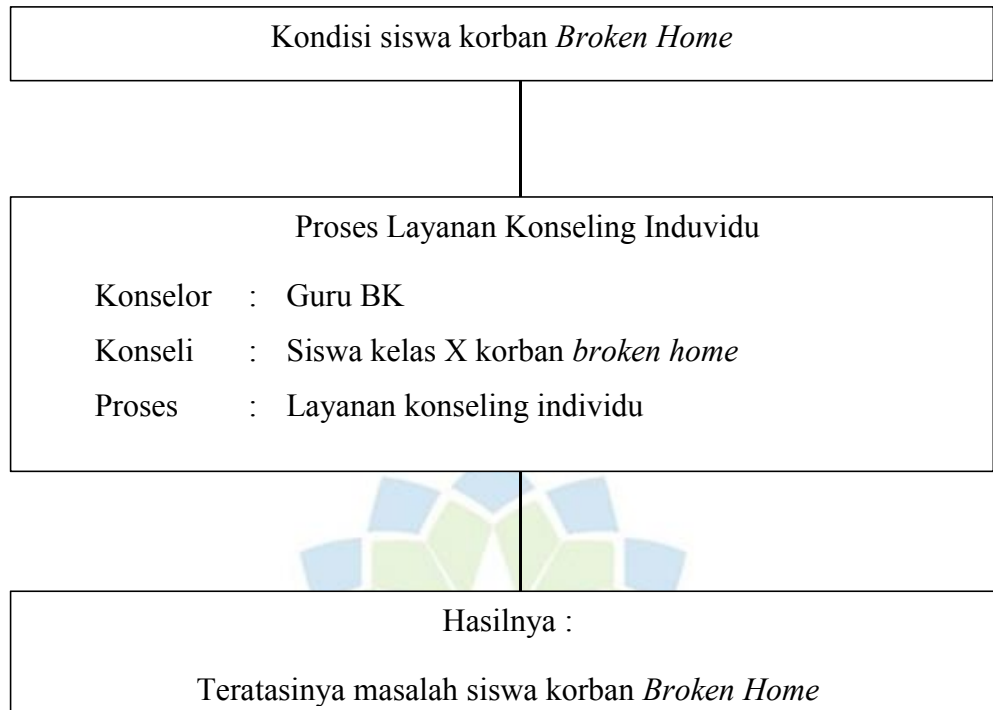 Kondisi siswa korban Broken Home
Proses Layanan Konseling Induvidu
Konselor : Guru BK
Konseli : Siswa kelas X korban broken home
Proses : Layanan konseling individu
Hasilnya :
Teratasinya masalah siswa korban Broken Home